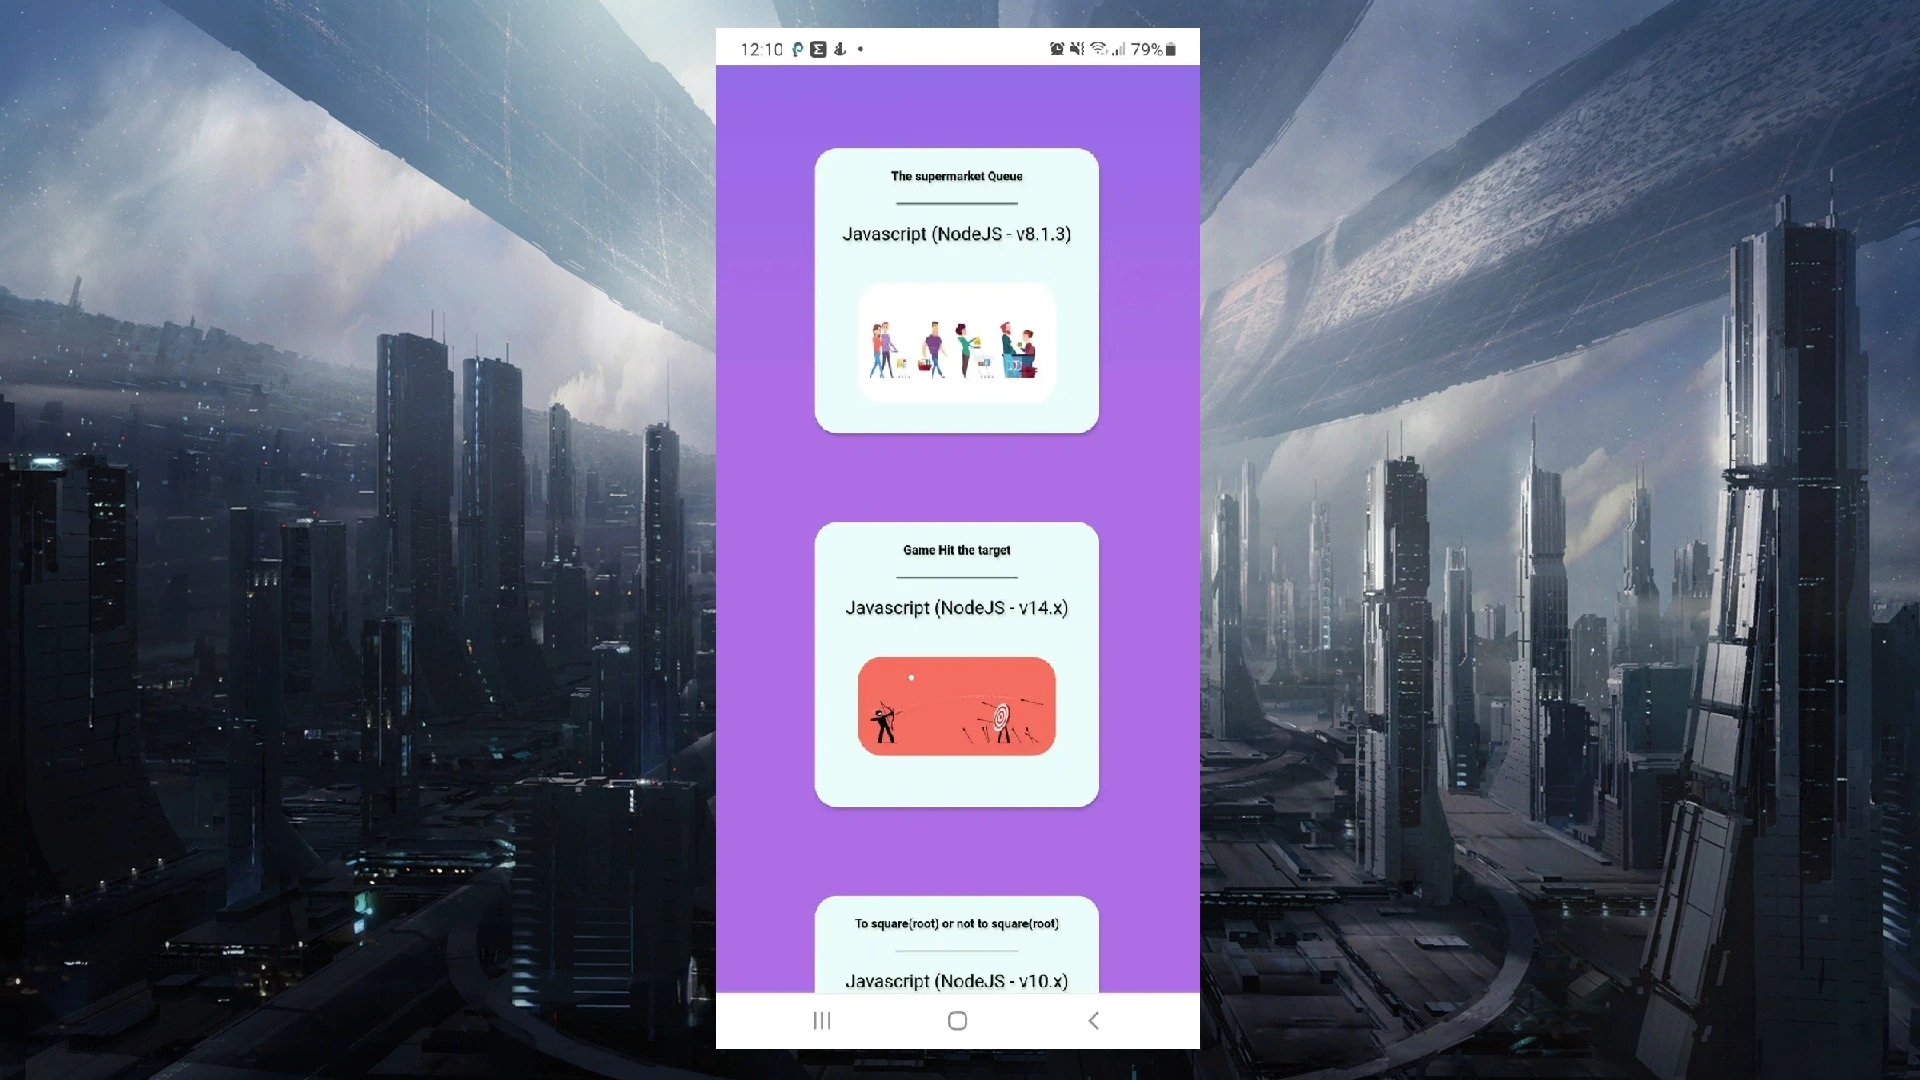 12:10
79%
The supermarket Queue
Javascript (NodeJS - v8.1.3)
Game Hit the target
Javascript (NodeJS - v14.x)
To square(root) or not to square(root)
Javascript (NodeJS - v10.x)